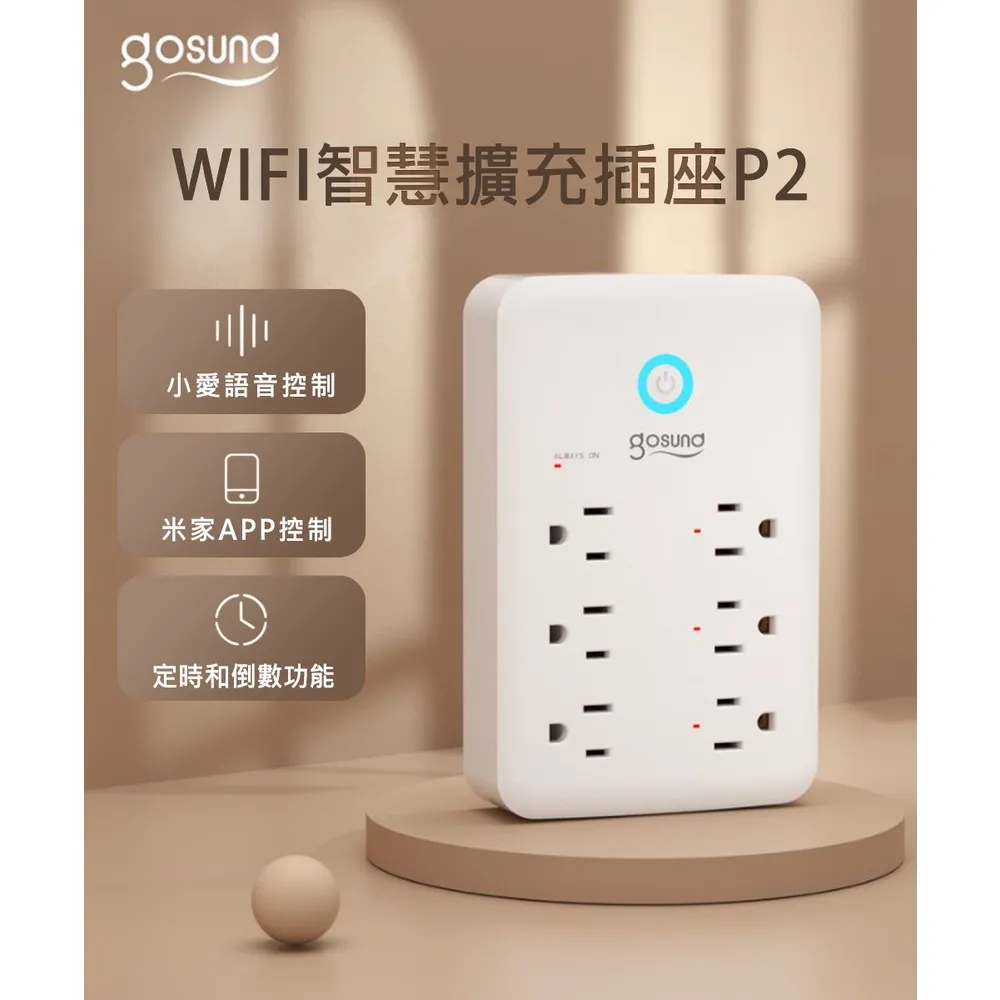 gosund
WIFI智慧擴充插座P2
小愛語音控制
米家APP控制
定時和倒數功能
gosund
ALWAYS ON